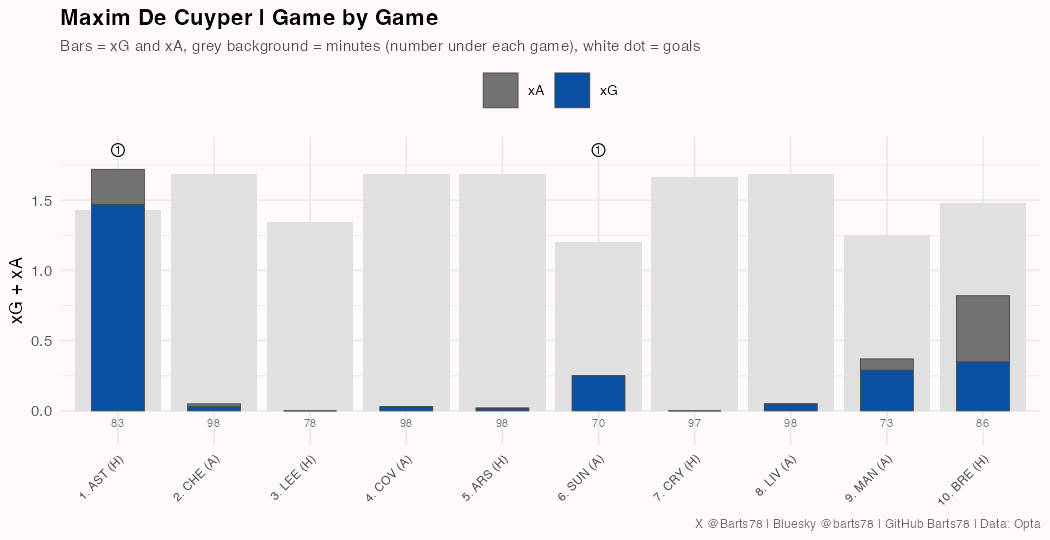 Maxim De Cuyper | Game by Game
Bars = xG and xA, grey background = minutes (number under each game), white dot = goals
xA xG
1 1
xG + xA
1.5
1.0
0.5
0.0
83 98 78 98 98 70 97 98 73 86
1. AST (H) 2. CHE (A) 3. LEE (H) 4. COV (A) 5. ARS (H) 6. SUN (A) 7. CRY (H) 8. LIV (A) 9. MAN (A) 10. BRE (H)
X @Barts78 | Bluesky @barts78 | GitHub Barts78 | Data: Opta